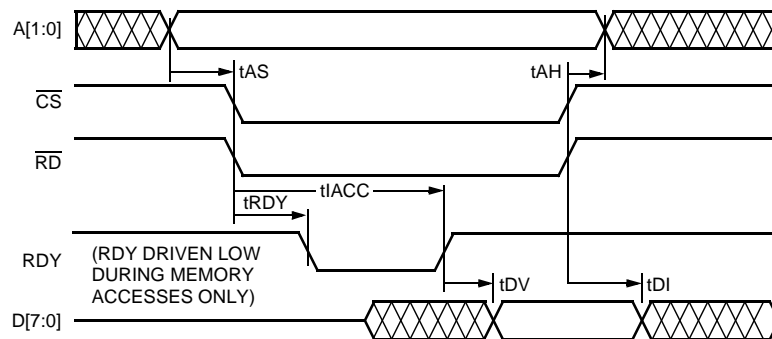 A[1:0]
tAS
tAH
CS
RD
tIACC
tRDY
RDY
(RDY DRIVEN LOW
DURING MEMORY
ACCESSES ONLY)
tDV
tDI
D[7:0]